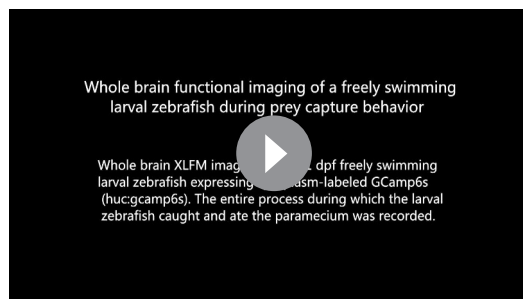 Whole brain functional imaging of a freely swimming
larval zebrafish during prey capture behavior
Whole brain XLFM dpf freely swimming
larval zebrafish expressing GCamp6s
(huc:gcamp6s). The entire process during which the larval
zebrafish caught and ate the paramecium was recorded.